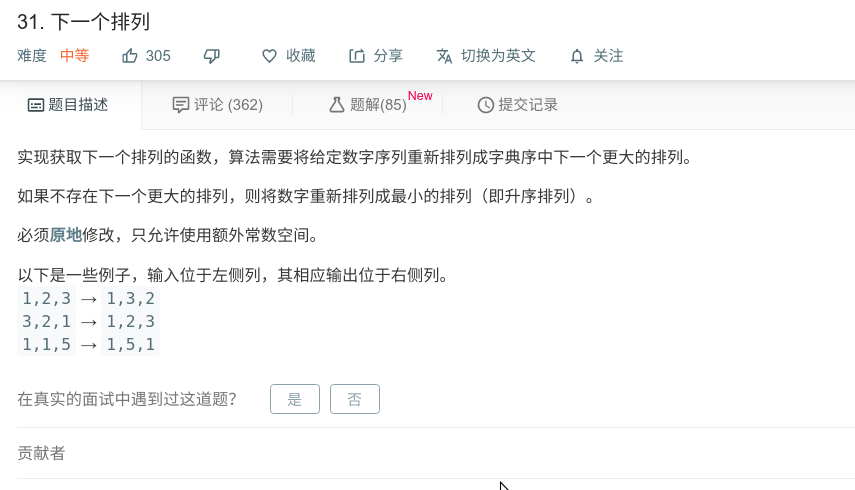 31. 下一个排列
难度 中等 305 收藏 分享 切换为英文 关注
题目描述 评论 (362) 题解(85) New 提交记录
实现获取下一个排列的函数，算法需要将给定数字序列重新排列成字典序中下一个更大的排列。
如果不存在下一个更大的排列，则将数字重新排列成最小的排列（即升序排列）。
必须原地修改，只允许使用额外常数空间。
以下是一些例子，输入位于左侧列，其相应输出位于右侧列。
1,2,3 → 1,3,2
3,2,1 → 1,2,3
1,1,5 → 1,5,1
在真实的面试中遇到过这道题？ 是 否
贡献者